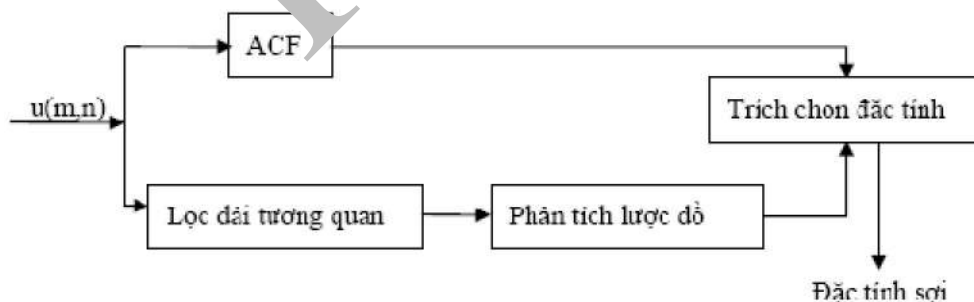 ACF
u(m,n)
Trích chọn đặc tính
Lọc dải tương quan
Phân tích lược đồ
Đặc tính sợi